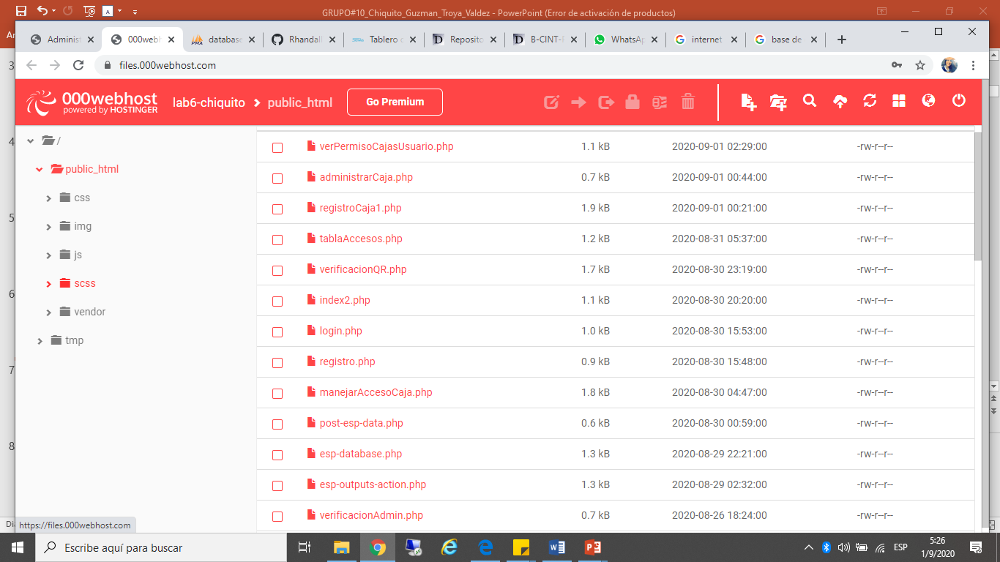 GRUPO#10_Chiquito_Guzman_Troya_Valdez - PowerPoint (Error de activación de productos)
Administ
000webh
database
Rhandall
Tablero
Reposito
B-CINT-
WhatsAp
internet
base de
files.000webhost.com
000webhost
powered by HOSTINGER
lab6-chiquito
public_html
Go Premium
/
public_html
css
img
js
scss
vendor
tmp
verPermisoCajasUsuario.php 1.1 kB 2020-09-01 02:29:00 -rw-r--r--
administrarCaja.php 0.7 kB 2020-09-01 00:44:00 -rw-r--r--
registroCaja1.php 1.9 kB 2020-09-01 00:21:00 -rw-r--r--
tablaAccesos.php 1.2 kB 2020-08-31 05:37:00 -rw-r--r--
verificacionQR.php 1.7 kB 2020-08-30 23:19:00 -rw-r--r--
index2.php 1.1 kB 2020-08-30 20:20:00 -rw-r--r--
login.php 1.0 kB 2020-08-30 15:53:00 -rw-r--r--
registro.php 0.9 kB 2020-08-30 15:48:00 -rw-r--r--
manejarAccesoCaja.php 1.8 kB 2020-08-30 04:47:00 -rw-r--r--
post-esp-data.php 0.6 kB 2020-08-30 00:59:00 -rw-r--r--
esp-database.php 1.3 kB 2020-08-29 22:21:00 -rw-r--r--
esp-outputs-action.php 1.3 kB 2020-08-29 02:32:00 -rw-r--r--
verificacionAdmin.php 0.7 kB 2020-08-26 18:24:00 -rw-r--r--
3
4
5
6
7
8
https://files.000webhost.com
Escribe aquí para buscar
ESP
5:26
1/9/2020